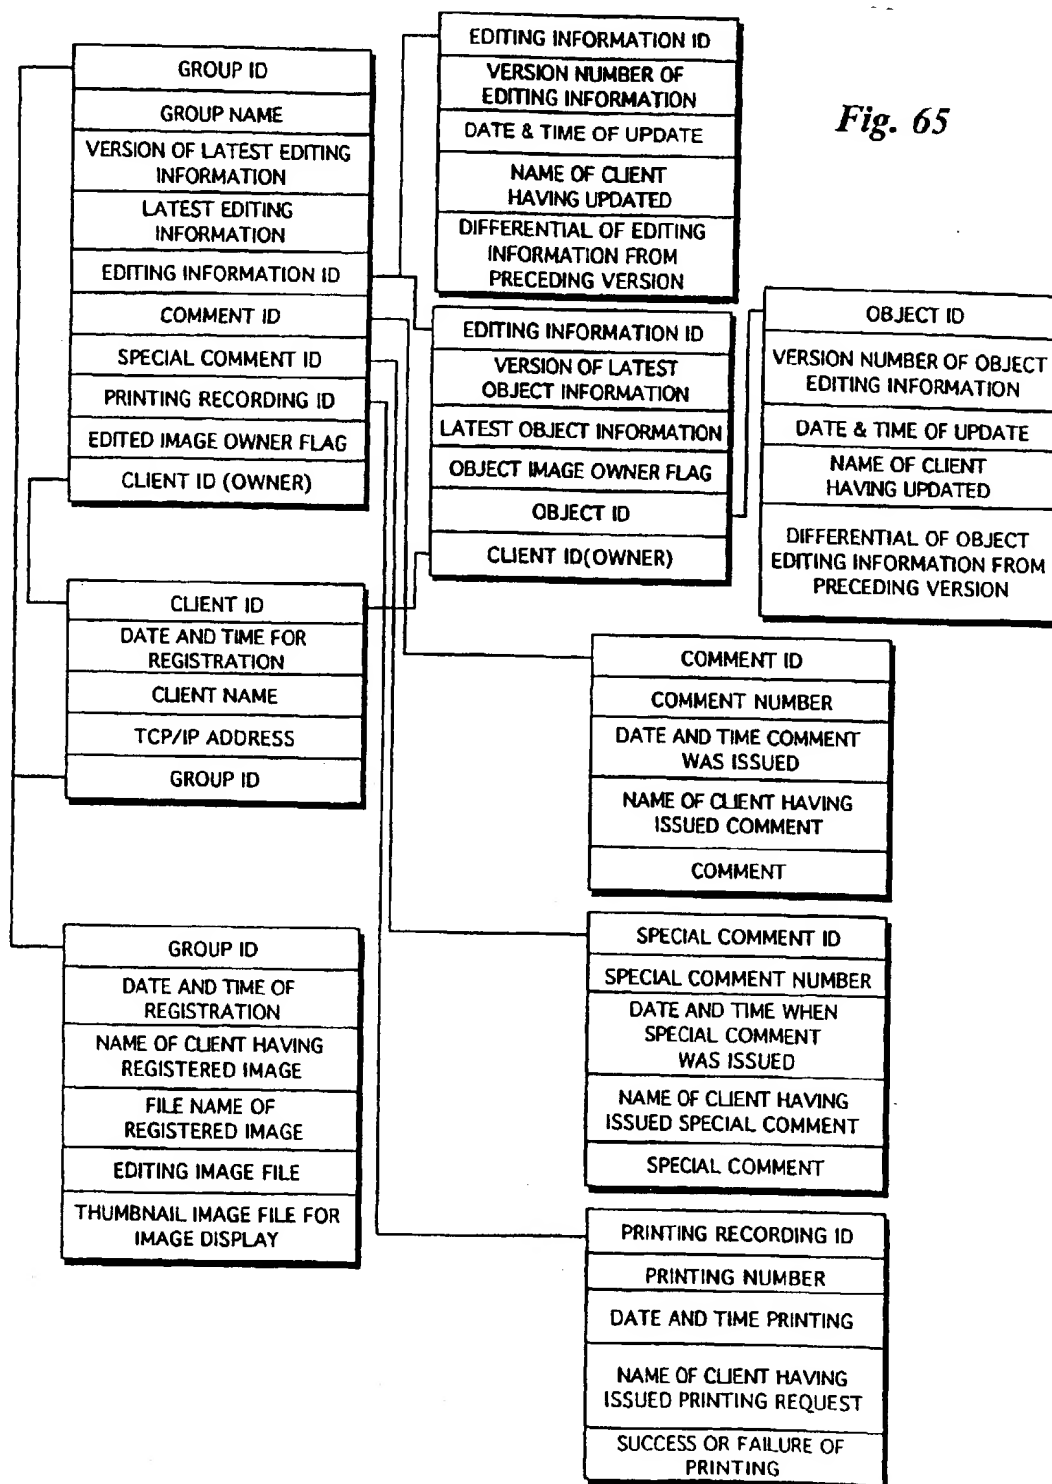 Fig. 65
GROUP ID
GROUP NAME
VERSION OF LATEST EDITING
INFORMATION
LATEST EDITING
INFORMATION
EDITING INFORMATION ID
COMMENT ID
SPECIAL COMMENT ID
PRINTING RECORDING ID
EDITED IMAGE OWNER FLAG
CLIENT ID (OWNER)
CLIENT ID
DATE AND TIME FOR
REGISTRATION
CLIENT NAME
TCP/IP ADDRESS
GROUP ID
GROUP ID
DATE AND TIME OF
REGISTRATION
NAME OF CLIENT HAVING
REGISTERED IMAGE
FILE NAME OF
REGISTERED IMAGE
EDITING IMAGE FILE
THUMBNAIL IMAGE FILE FOR
IMAGE DISPLAY
EDITING INFORMATION ID
VERSION NUMBER OF
EDITING INFORMATION
DATE & TIME OF UPDATE
NAME OF CLIENT
HAVING UPDATED
DIFFERENTIAL OF EDITING
INFORMATION FROM
PRECEDING VERSION
EDITING INFORMATION ID
VERSION OF LATEST
OBJECT INFORMATION
LATEST OBJECT INFORMATION
OBJECT IMAGE OWNER FLAG
OBJECT ID
CLIENT ID(OWNER)
OBJECT ID
VERSION NUMBER OF OBJECT
EDITING INFORMATION
DATE & TIME OF UPDATE
NAME OF CLIENT
HAVING UPDATED
DIFFERENTIAL OF OBJECT
EDITING INFORMATION FROM
PRECEDING VERSION
COMMENT ID
COMMENT NUMBER
DATE AND TIME COMMENT
WAS ISSUED
NAME OF CLIENT HAVING
ISSUED COMMENT
COMMENT
SPECIAL COMMENT ID
SPECIAL COMMENT NUMBER
DATE AND TIME WHEN
SPECIAL COMMENT
WAS ISSUED
NAME OF CLIENT HAVING
ISSUED SPECIAL COMMENT
SPECIAL COMMENT
PRINTING RECORDING ID
PRINTING NUMBER
DATE AND TIME PRINTING
NAME OF CLIENT HAVING
ISSUED PRINTING REQUEST
SUCCESS OR FAILURE OF
PRINTING